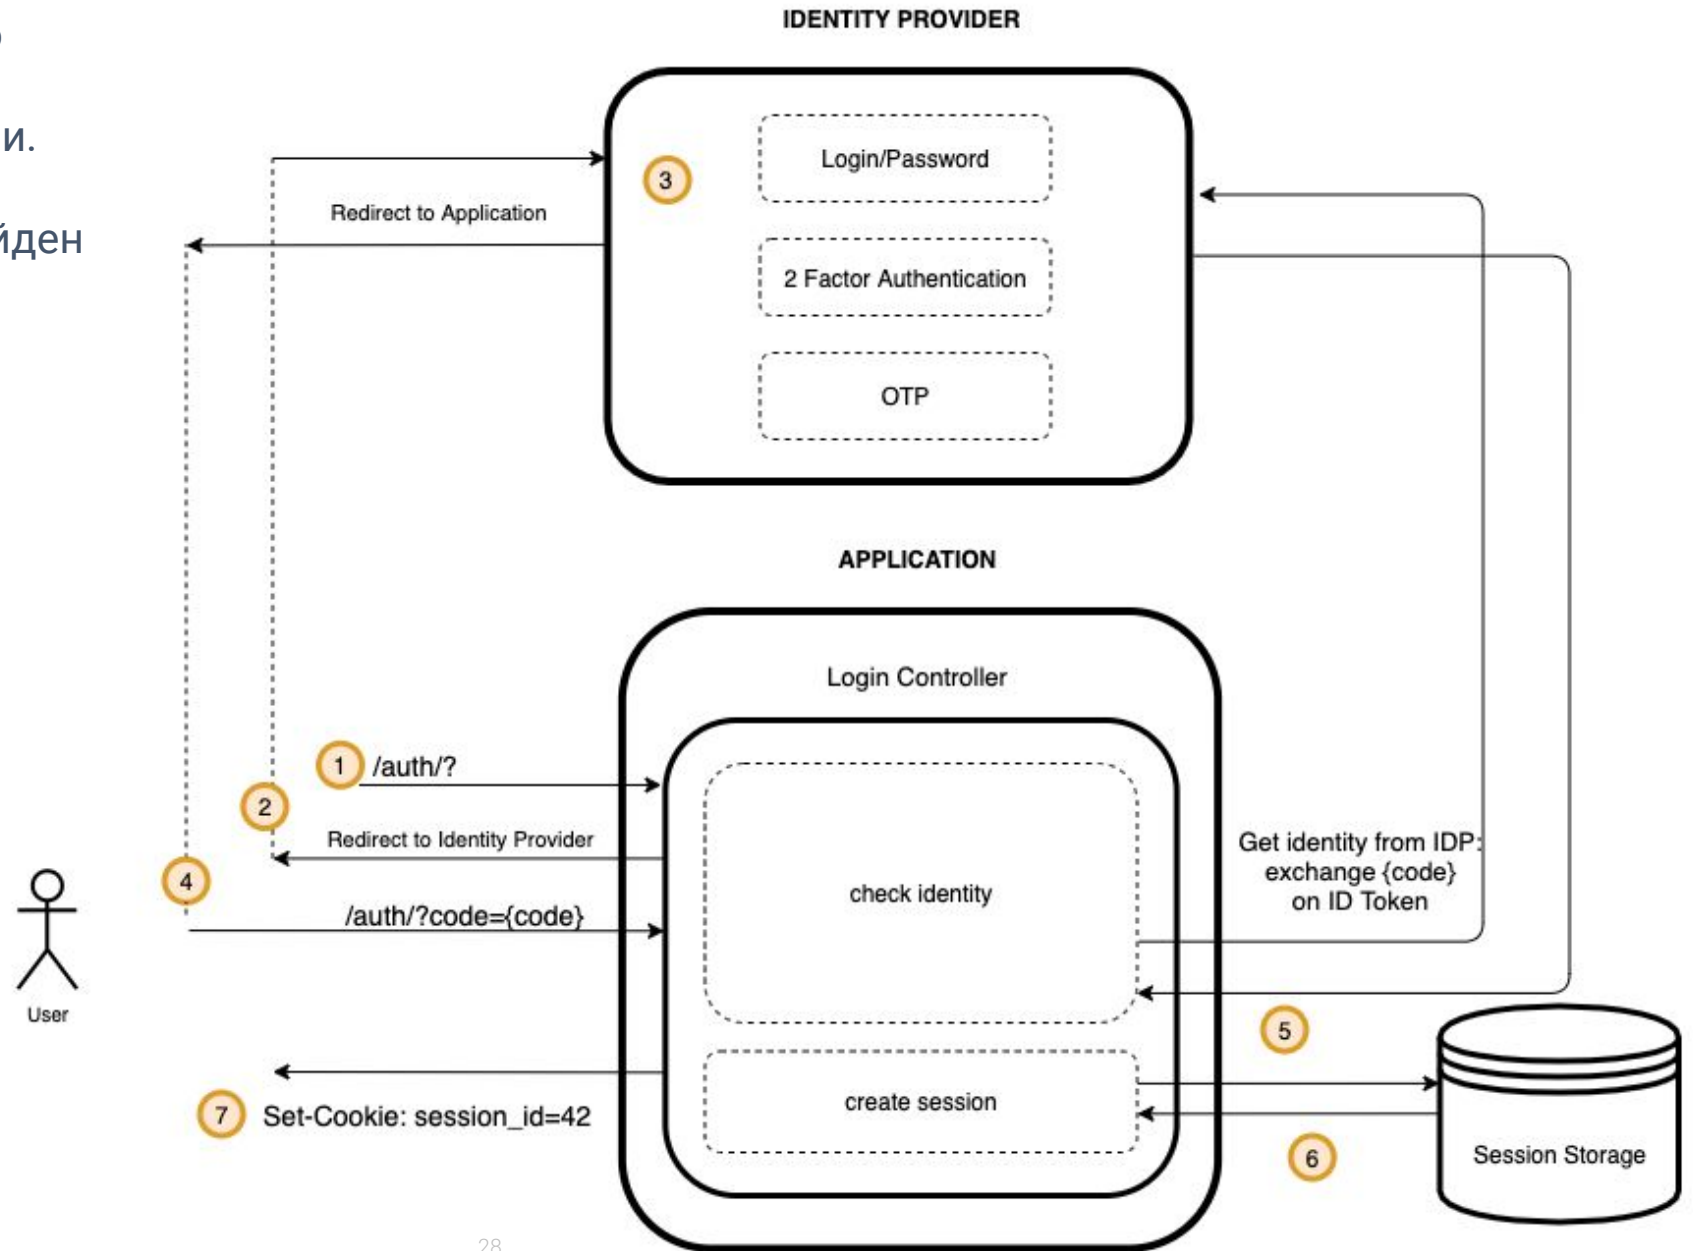 IDENTITY PROVIDER
и.
йден
3
Login/Password
Redirect to Application
2 Factor Authentication
OTP
APPLICATION
Login Controller
1
/auth/?
2
Redirect to Identity Provider
4
/auth/?code={code}
check identity
Get identity from IDP:
exchange {code}
on ID Token
User
5
7
Set-Cookie: session_id=42
create session
6
Session Storage
28